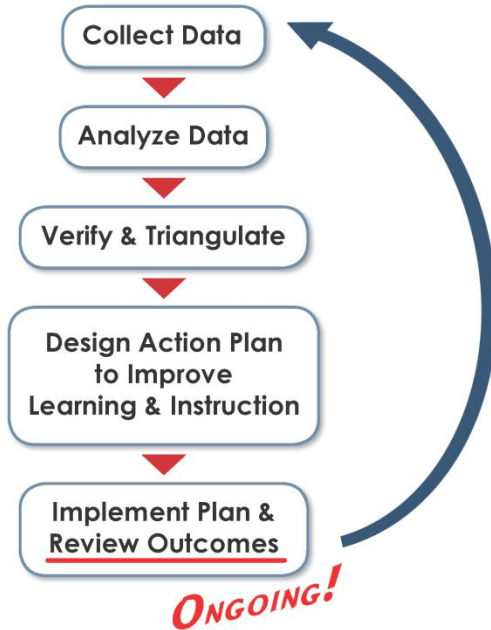 Collect Data
Analyze Data
Verify & Triangulate
Design Action Plan
to Improve
Learning & Instruction
Implement Plan &
Review Outcomes
ONGOING!